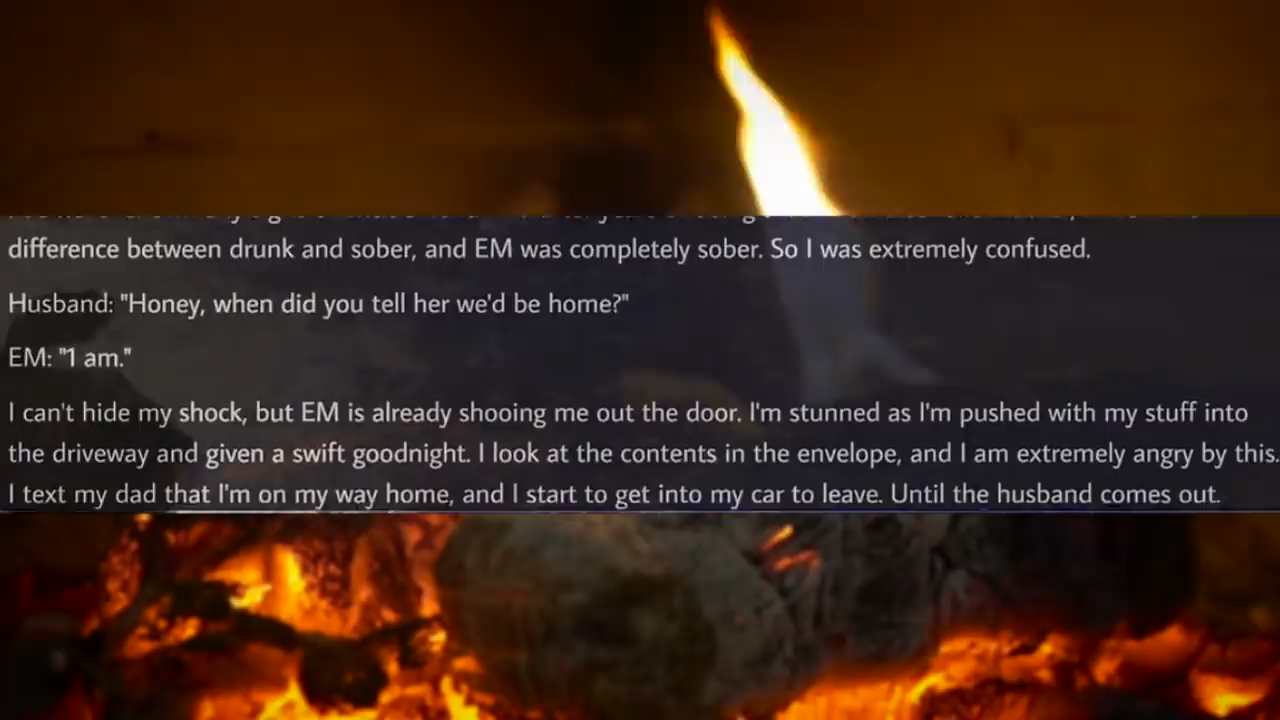 difference between drunk and sober, and EM was completely sober. So I was extremely confused.
Husband: "Honey, when did you tell her we'd be home?"
EM: "1 am."
I can't hide my shock, but EM is already shooing me out the door. I'm stunned as I'm pushed with my stuff into
the driveway and given a swift goodnight. I look at the contents in the envelope, and I am extremely angry by this.
I text my dad that I'm on my way home, and I start to get into my car to leave. Until the husband comes out.